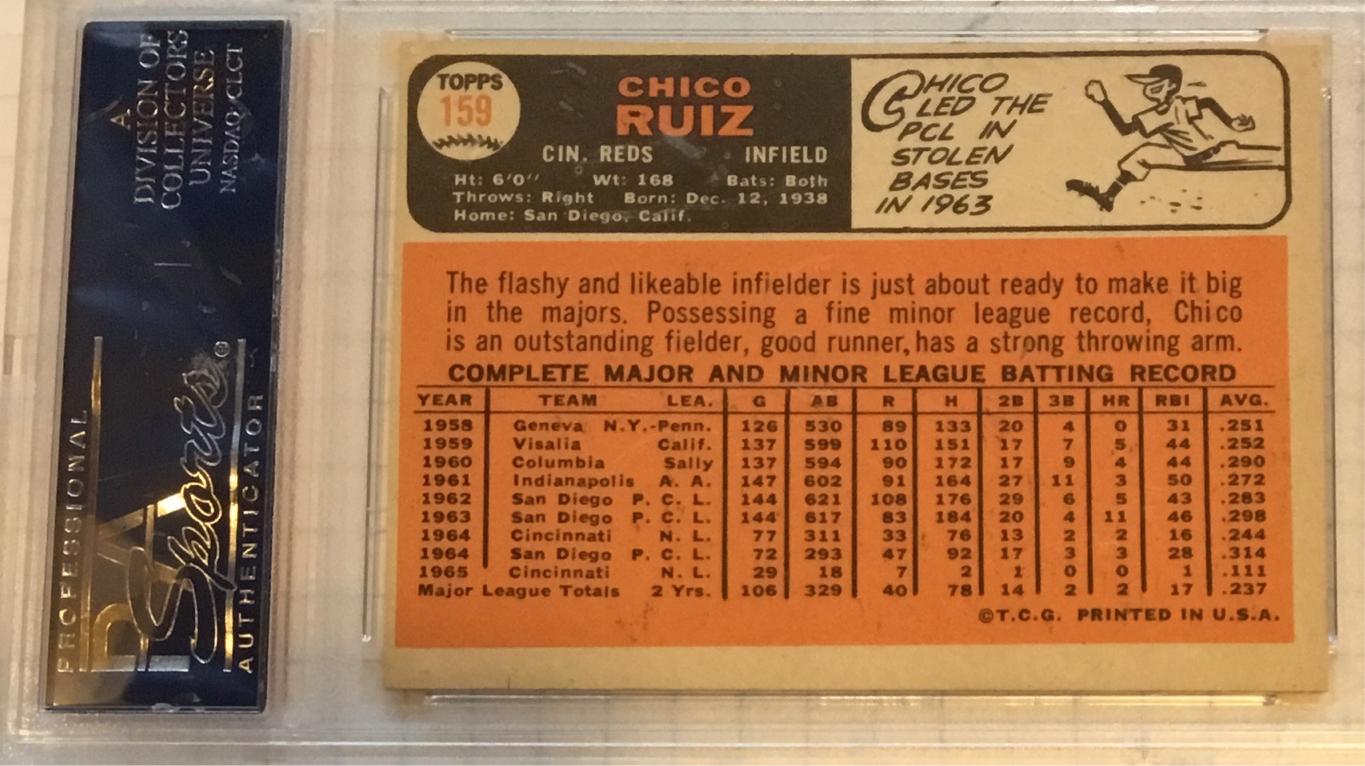 A
DIVISION OF
COLLECTORS
UNIVERSE
NASDAQ: CLCT
PROFESSIONAL
PSA
Sports®
AUTHENTICATOR
TOPPS
159
CHICO
RUIZ
CIN. REDS INFIELD
Ht: 6'0" Wt: 168 Bats: Both
Throws: Right Born: Dec. 12, 1938
Home: San Diego, Calif.
CHICO
LED THE
PCL IN
STOLEN
BASES
IN 1963
The flashy and likeable infielder is just about ready to make it big
in the majors. Possessing a fine minor league record, Chico
is an outstanding fielder, good runner, has a strong throwing arm.
COMPLETE MAJOR AND MINOR LEAGUE BATTING RECORD
YEAR TEAM LEA. G AB R H 2B 3B HR RBI AVG.
1958 Geneva N.Y.-Penn. 126 530 89 133 20 4 0 31 .251
1959 Visalia Calif. 137 599 110 151 17 7 5 44 .252
1960 Columbia Sally 137 594 90 172 17 9 4 44 .290
1961 Indianapolis A. A. 147 602 91 164 27 11 3 50 .272
1962 San Diego P. C. L. 144 621 108 176 29 6 5 43 .283
1963 San Diego P. C. L. 144 617 83 184 20 4 11 46 .298
1964 Cincinnati N. L. 77 311 33 76 13 2 2 16 .244
1964 San Diego P. C. L. 72 293 47 92 17 3 3 28 .314
1965 Cincinnati N. L. 29 18 7 2 1 0 0 1 .111
Major League Totals 2 Yrs. 106 329 40 78 14 2 2 17 .237
©T.C.G. PRINTED IN U.S.A.